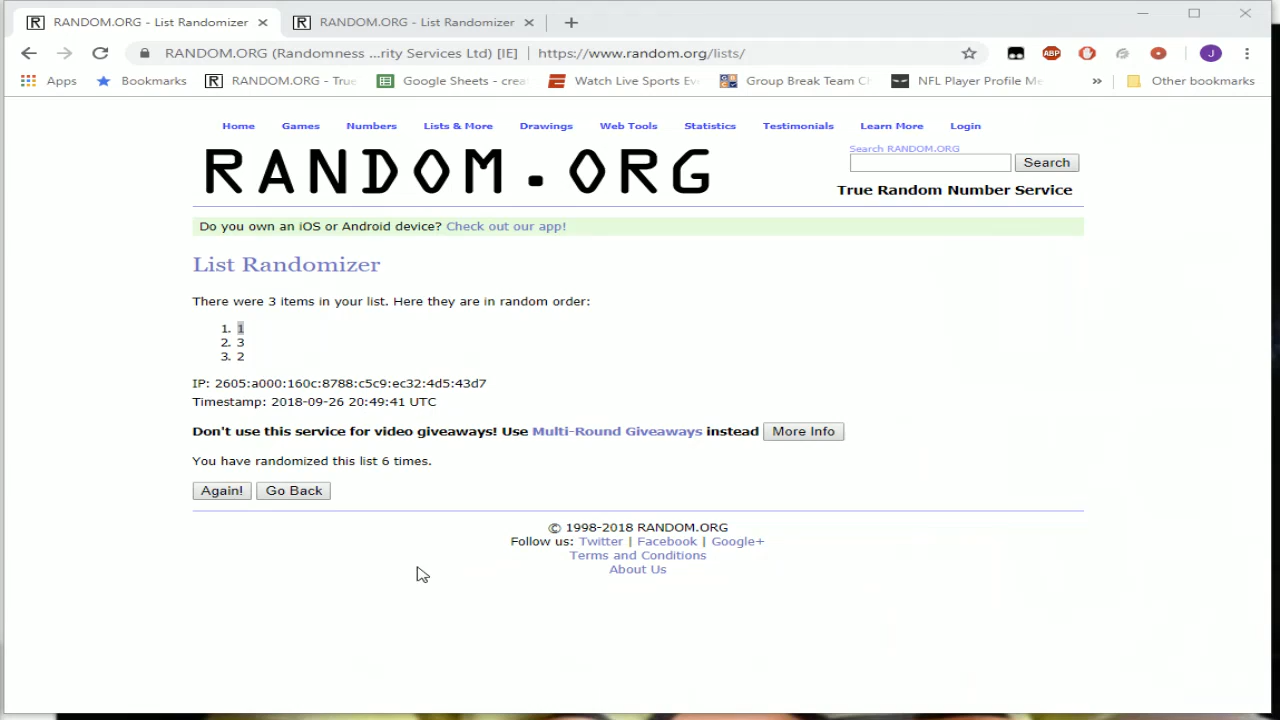 RANDOM.ORG - List Randomizer
RANDOM.ORG - List Randomizer
RANDOM.ORG (Randomness ...rity Services Ltd) [IE] https://www.random.org/lists/
ABP J
Apps Bookmarks RANDOM.ORG - True Google Sheets - crea Watch Live Sports Eve Group Break Team Ch NFL Player Profile Me » Other bookmarks
Home Games Numbers Lists & More Drawings Web Tools Statistics Testimonials Learn More Login
RANDOM.ORG
Search RANDOM.ORG
Search
True Random Number Service
Do you own an iOS or Android device? Check out our app!
List Randomizer
There were 3 items in your list. Here they are in random order:
1. 1
2. 3
3. 2
IP: 2605:a000:160c:8788:c5c9:ec32:4d5:43d7
Timestamp: 2018-09-26 20:49:41 UTC
Don't use this service for video giveaways! Use Multi-Round Giveaways instead More Info
You have randomized this list 6 times.
Again! Go Back
© 1998-2018 RANDOM.ORG
Follow us: Twitter | Facebook | Google+
Terms and Conditions
About Us